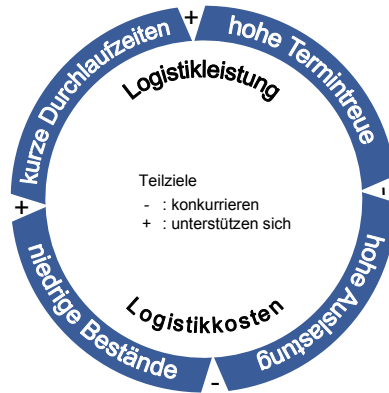 +
kurze Durchlaufzeiten
hohe Termintreue
Logistikleistung
Teilziele
- : konkurrieren
+ : unterstützen sich
+
-
Logistikkosten
niedrige Bestände
hohe Auslastung
-